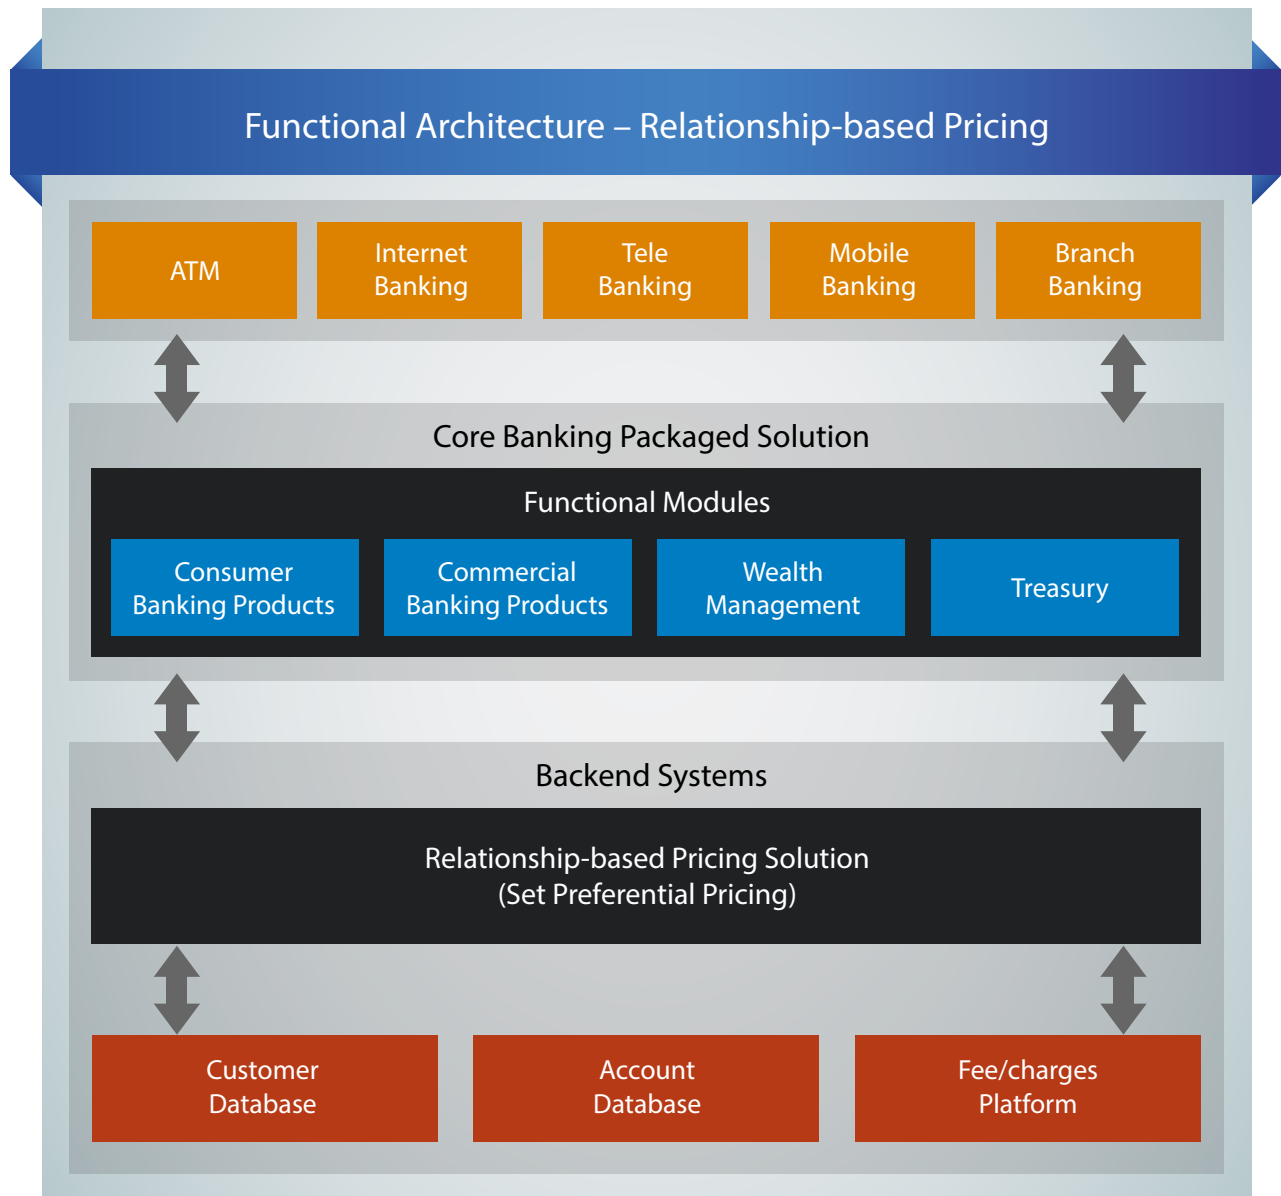 Functional Architecture – Relationship-based Pricing
ATM
Internet
Banking
Tele
Banking
Mobile
Banking
Branch
Banking
Core Banking Packaged Solution
Functional Modules
Consumer
Banking Products
Commercial
Banking Products
Wealth
Management
Treasury
Backend Systems
Relationship-based Pricing Solution
(Set Preferential Pricing)
Customer
Database
Account
Database
Fee/charges
Platform